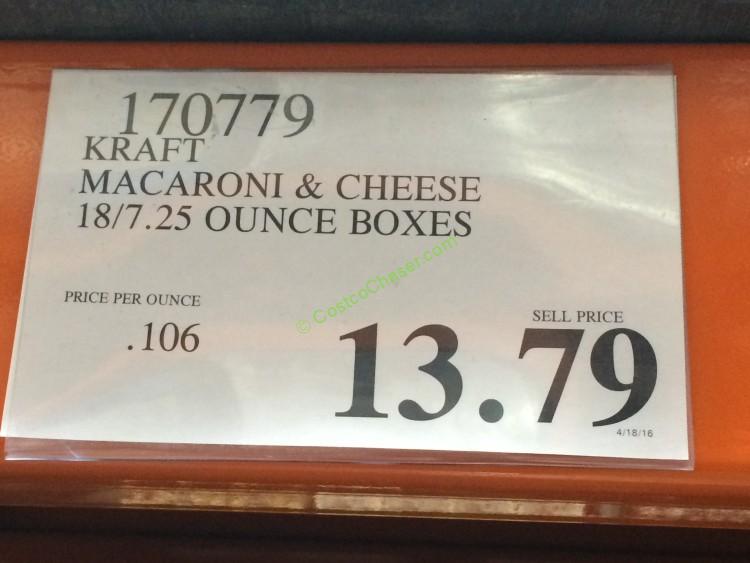 170779
KRAFT
MACARONI & CHEESE
18/7.25 OUNCE BOXES
© CostcoChaser.com
PRICE PER OUNCE
.106
SELL PRICE
13.79
4/18/16